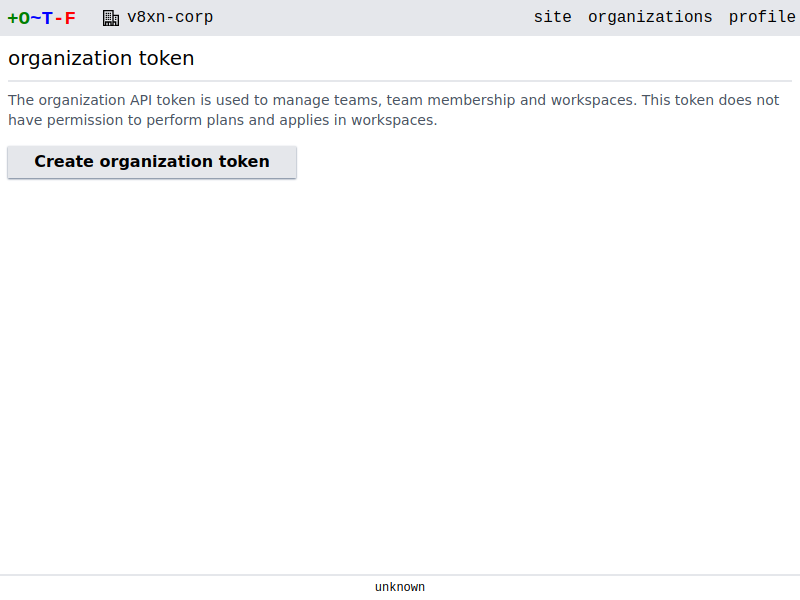 +O~T-F v8xn-corp site organizations profile
organization token
The organization API token is used to manage teams, team membership and workspaces. This token does not
have permission to perform plans and applies in workspaces.
Create organization token
unknown